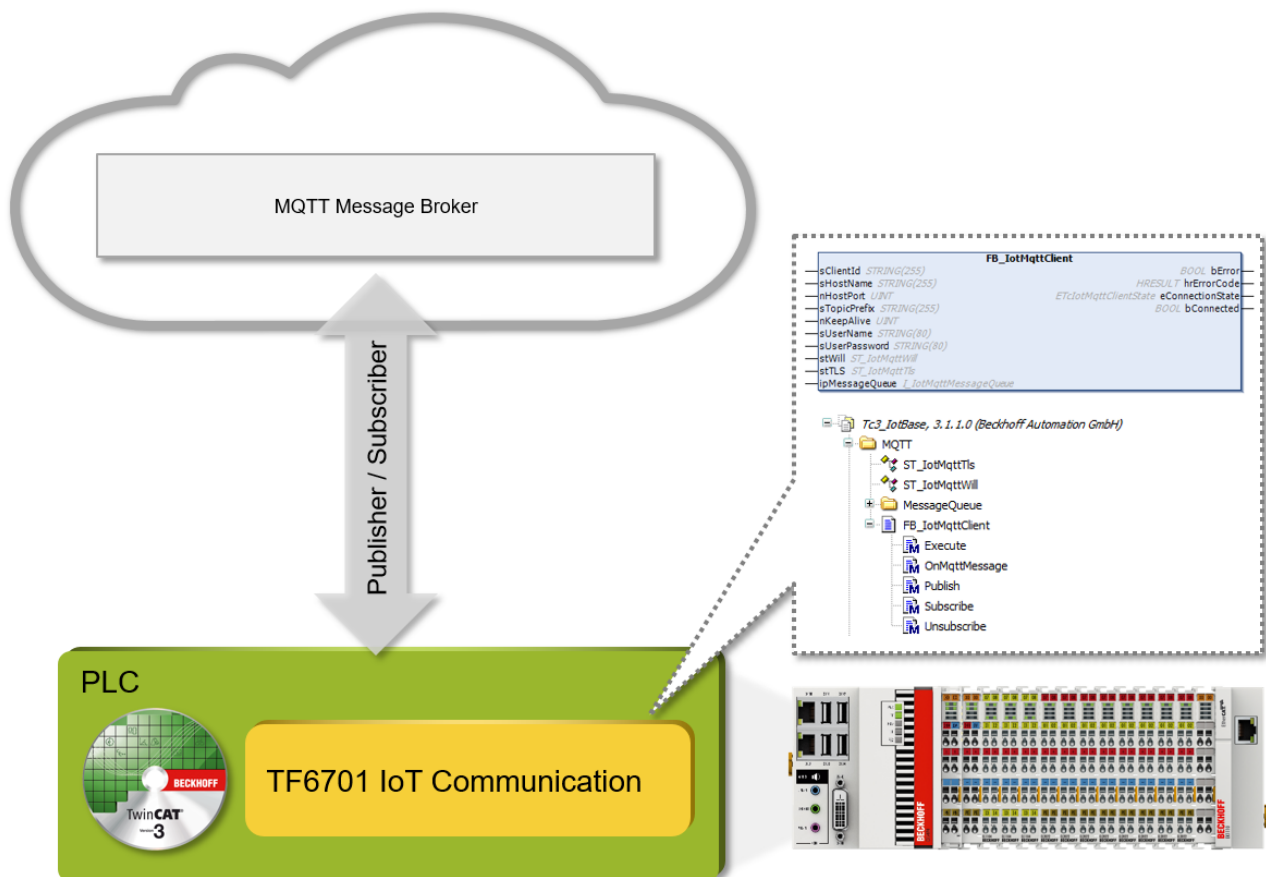 MQTT Message Broker
Publisher / Subscriber
FB_IotMqttClient
sClientId STRING(255)
BOOL bError
sHostName STRING(255)
HRESULT hrErrorCode
nHostPort UINT
ETcIotMqttClientState eConnectionState
sTopicPrefix STRING(255)
BOOL bConnected
nKeepAlive UINT
sUserName STRING(80)
sUserPassword STRING(80)
stWill ST_IotMqttWill
stTLS ST_IotMqttTls
ipMessageQueue I_IotMqttMessageQueue
Tc3_IotBase, 3.1.1.0 (Beckhoff Automation GmbH)
MQTT
ST_IotMqttTls
ST_IotMqttWill
MessageQueue
FB_IotMqttClient
Execute
OnMqttMessage
Publish
Subscribe
Unsubscribe
PLC
BECKHOFF
TwinCAT®
Version 3
TF6701 IoT Communication
BECKHOFF
BECKHOFF